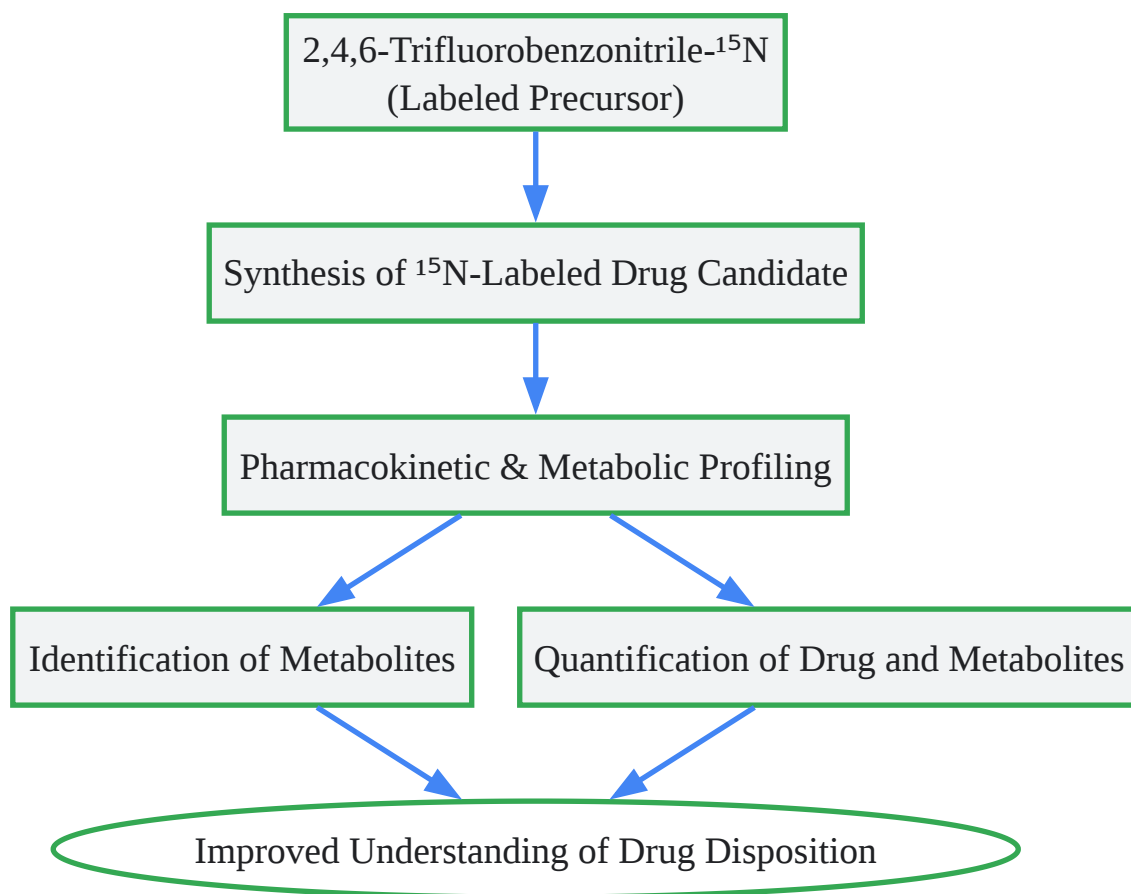 2,4,6-Trifluorobenzonitrile-¹⁵N
(Labeled Precursor)
Synthesis of ¹⁵N-Labeled Drug Candidate
Pharmacokinetic & Metabolic Profiling
Identification of Metabolites
Quantification of Drug and Metabolites
Improved Understanding of Drug Disposition